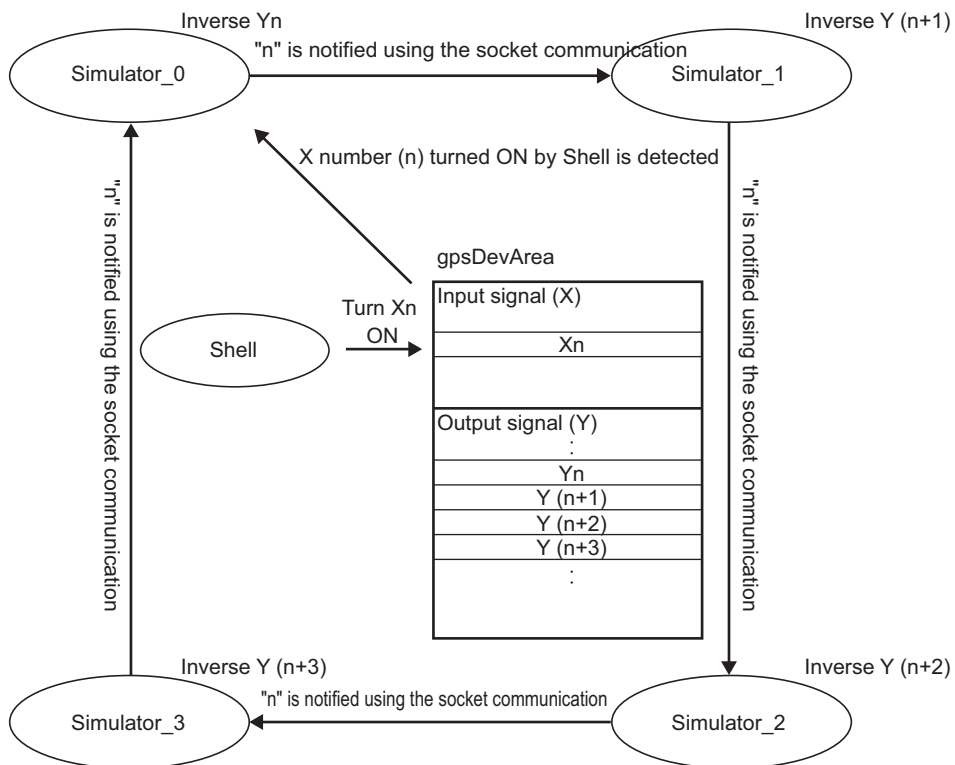 Inverse Yn
Inverse Y (n+1)
"n" is notified using the socket communication
Simulator_0
Simulator_1
X number (n) turned ON by Shell is detected
"n" is notified using the socket communication
"n" is notified using the socket communication
gpsDevArea
Turn Xn
ON
Input signal (X)
Shell
Xn
Output signal (Y)
:
Yn
Y (n+1)
Y (n+2)
Y (n+3)
:
Inverse Y (n+3)
Inverse Y (n+2)
"n" is notified using the socket communication
Simulator_3
Simulator_2